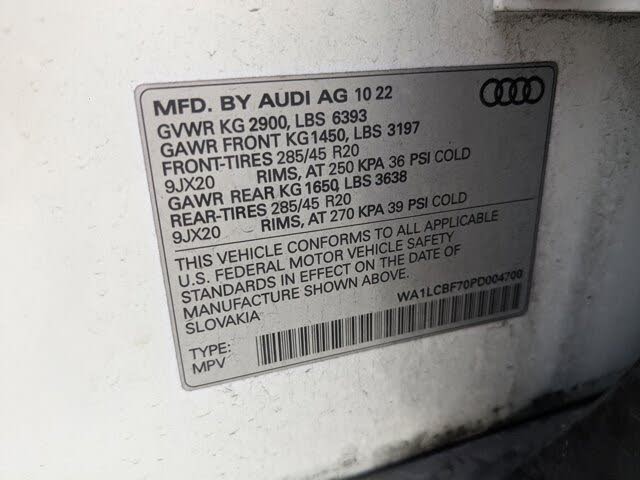 MFD. BY AUDI AG 10 22
GVWR KG 2900, LBS 6393
GAWR FRONT KG1450, LBS 3197
FRONT-TIRES 285/45 R20
9JX20 RIMS, AT 250 KPA 36 PSI COLD
GAWR REAR KG 1650, LBS 3638
REAR-TIRES 285/45 R20
9JX20 RIMS, AT 270 KPA 39 PSI COLD
THIS VEHICLE CONFORMS TO ALL APPLICABLE
U.S. FEDERAL MOTOR VEHICLE SAFETY
STANDARDS IN EFFECT ON THE DATE OF
MANUFACTURE SHOWN ABOVE.
SLOVAKIA
WA1LCBF70PD004700
TYPE:
MPV